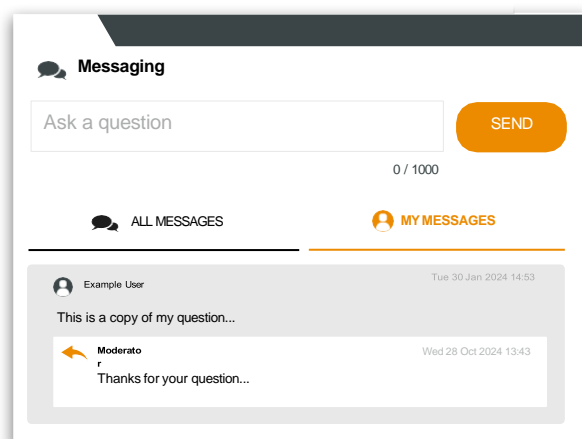 Messaging
Ask a question
SEND
0 / 1000
ALL MESSAGES
MY MESSAGES
Example User
Tue 30 Jan 2024 14:53
This is a copy of my question...
Moderato
r
Wed 28 Oct 2024 13:43
Thanks for your question...